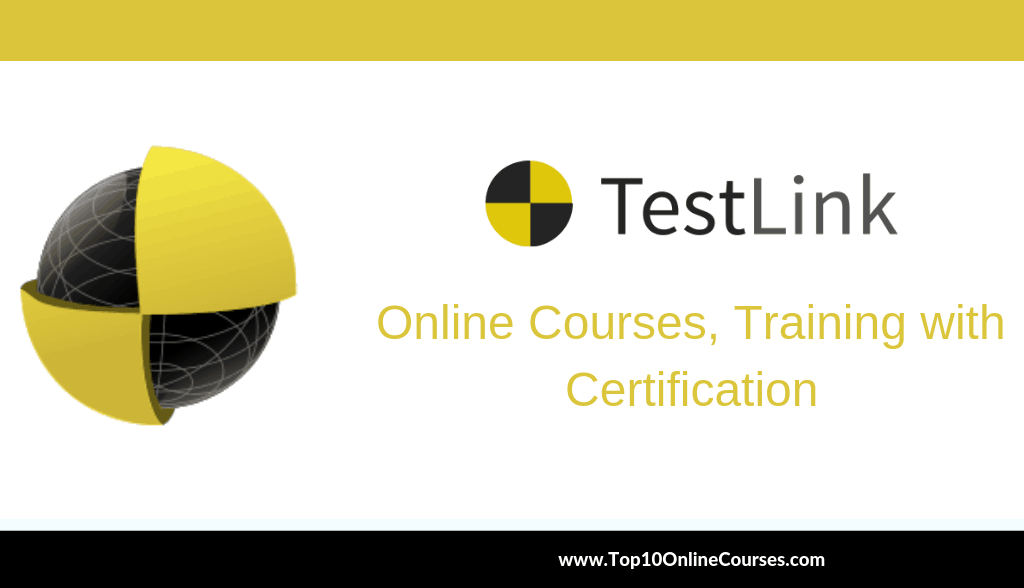 TestLink
Online Courses, Training with
Certification
www.Top10OnlineCourses.com